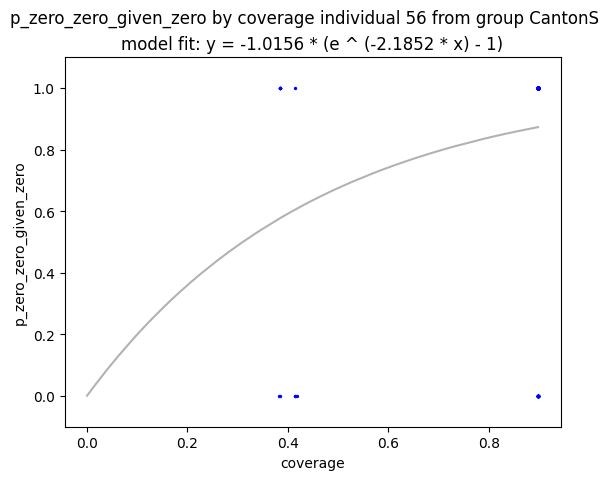 p_zero_zero_given_zero by coverage individual 56 from group CantonS
model fit: y = -1.0156 * (e ^ (-2.1852 * x) - 1)
1.0
0.8
0.6
0.4
0.2
0.0
p_zero_zero_given_zero
0.0 0.2 0.4 0.6 0.8
coverage